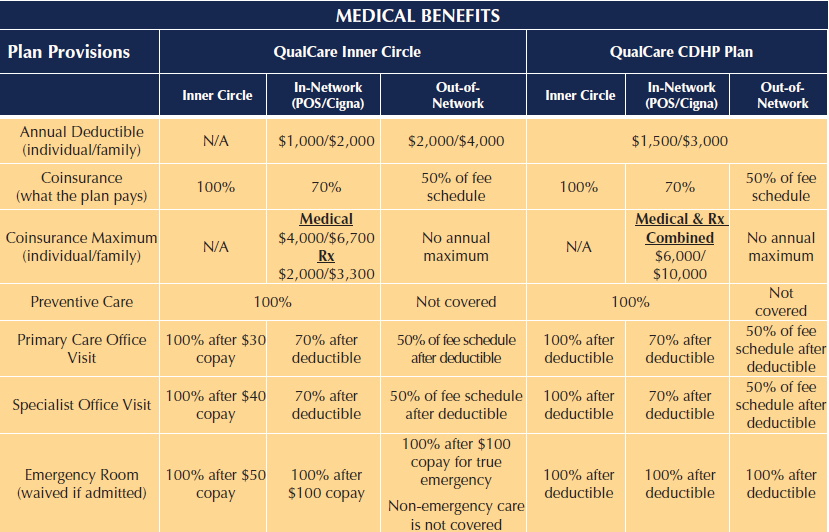 MEDICAL BENEFITS
Plan Provisions
QualCare Inner Circle
QualCare CDHP Plan
Inner Circle
In-Network
(POS/Cigna)
Out-of-
Network
Inner Circle
In-Network
(POS/Cigna)
Out-of-
Network
Annual Deductible
(individual/family)
N/A
$1,000/$2,000
$2,000/$4,000
$1,500/$3,000
Coinsurance
(what the plan pays)
100%
70%
50% of fee
schedule
100%
70%
50% of fee
schedule
Coinsurance Maximum
(individual/family)
N/A
Medical
$4,000/$6,700
Rx
$2,000/$3,300
No annual
maximum
N/A
Medical & Rx
Combined
$6,000/
$10,000
No annual
maximum
Preventive Care
100%
Not covered
100%
Not
covered
Primary Care Office
Visit
100% after $30
copay
70% after
deductible
50% of fee schedule
after deductible
100% after
deductible
70% after
deductible
50% of fee
schedule after
deductible
Specialist Office Visit
100% after $40
copay
70% after
deductible
50% of fee schedule
after deductible
100% after
deductible
70% after
deductible
50% of fee
schedule after
deductible
Emergency Room
(waived if admitted)
100% after $50
copay
100% after
$100 copay
100% after $100
copay for true
emergency
Non-emergency care
is not covered
100% after
deductible
100% after
deductible
100% after
deductible